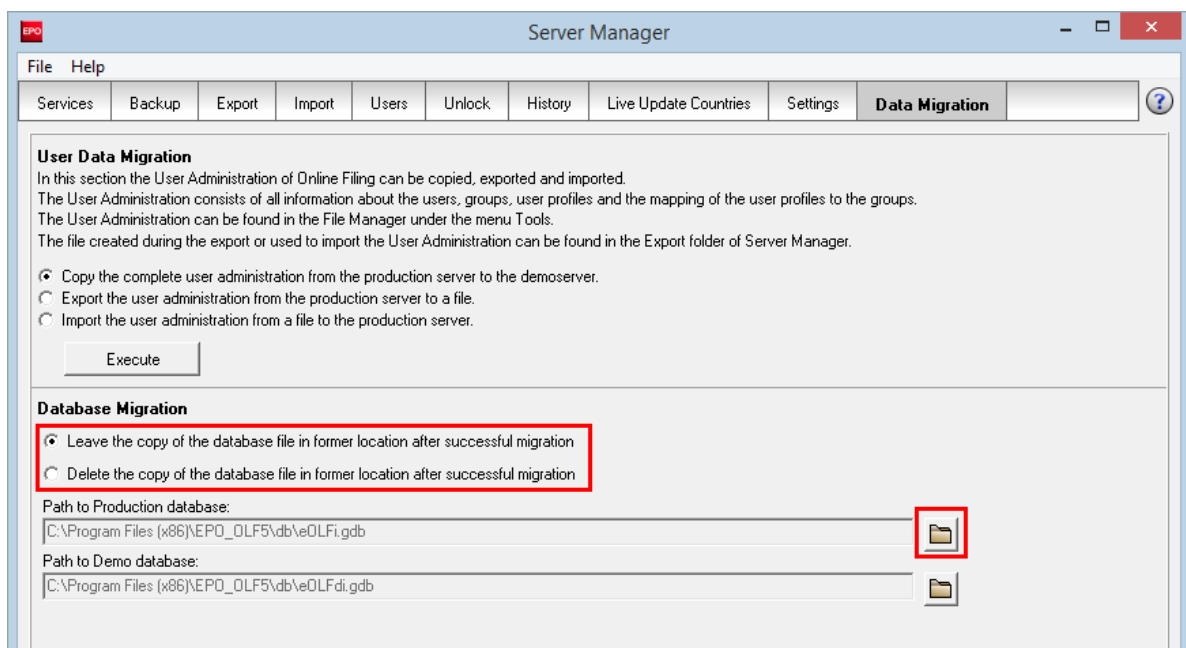 EPO
Server Manager
File Help
Services Backup Export Import Users Unlock History Live Update Countries Settings Data Migration ?
User Data Migration
In this section the User Administration of Online Filing can be copied, exported and imported.
The User Administration consists of all information about the users, groups, user profiles and the mapping of the user profiles to the groups.
The User Administration can be found in the File Manager under the menu Tools.
The file created during the export or used to import the User Administration can be found in the Export folder of Server Manager.
Copy the complete user administration from the production server to the demoserver.
Export the user administration from the production server to a file.
Import the user administration from a file to the production server.
Execute
Database Migration
Leave the copy of the database file in former location after successful migration
Delete the copy of the database file in former location after successful migration
Path to Production database:
C:\Program Files (x86)\EPO_OLF5\db\eOLFi.gdb
Path to Demo database:
C:\Program Files (x86)\EPO_OLF5\db\eOLFdi.gdb